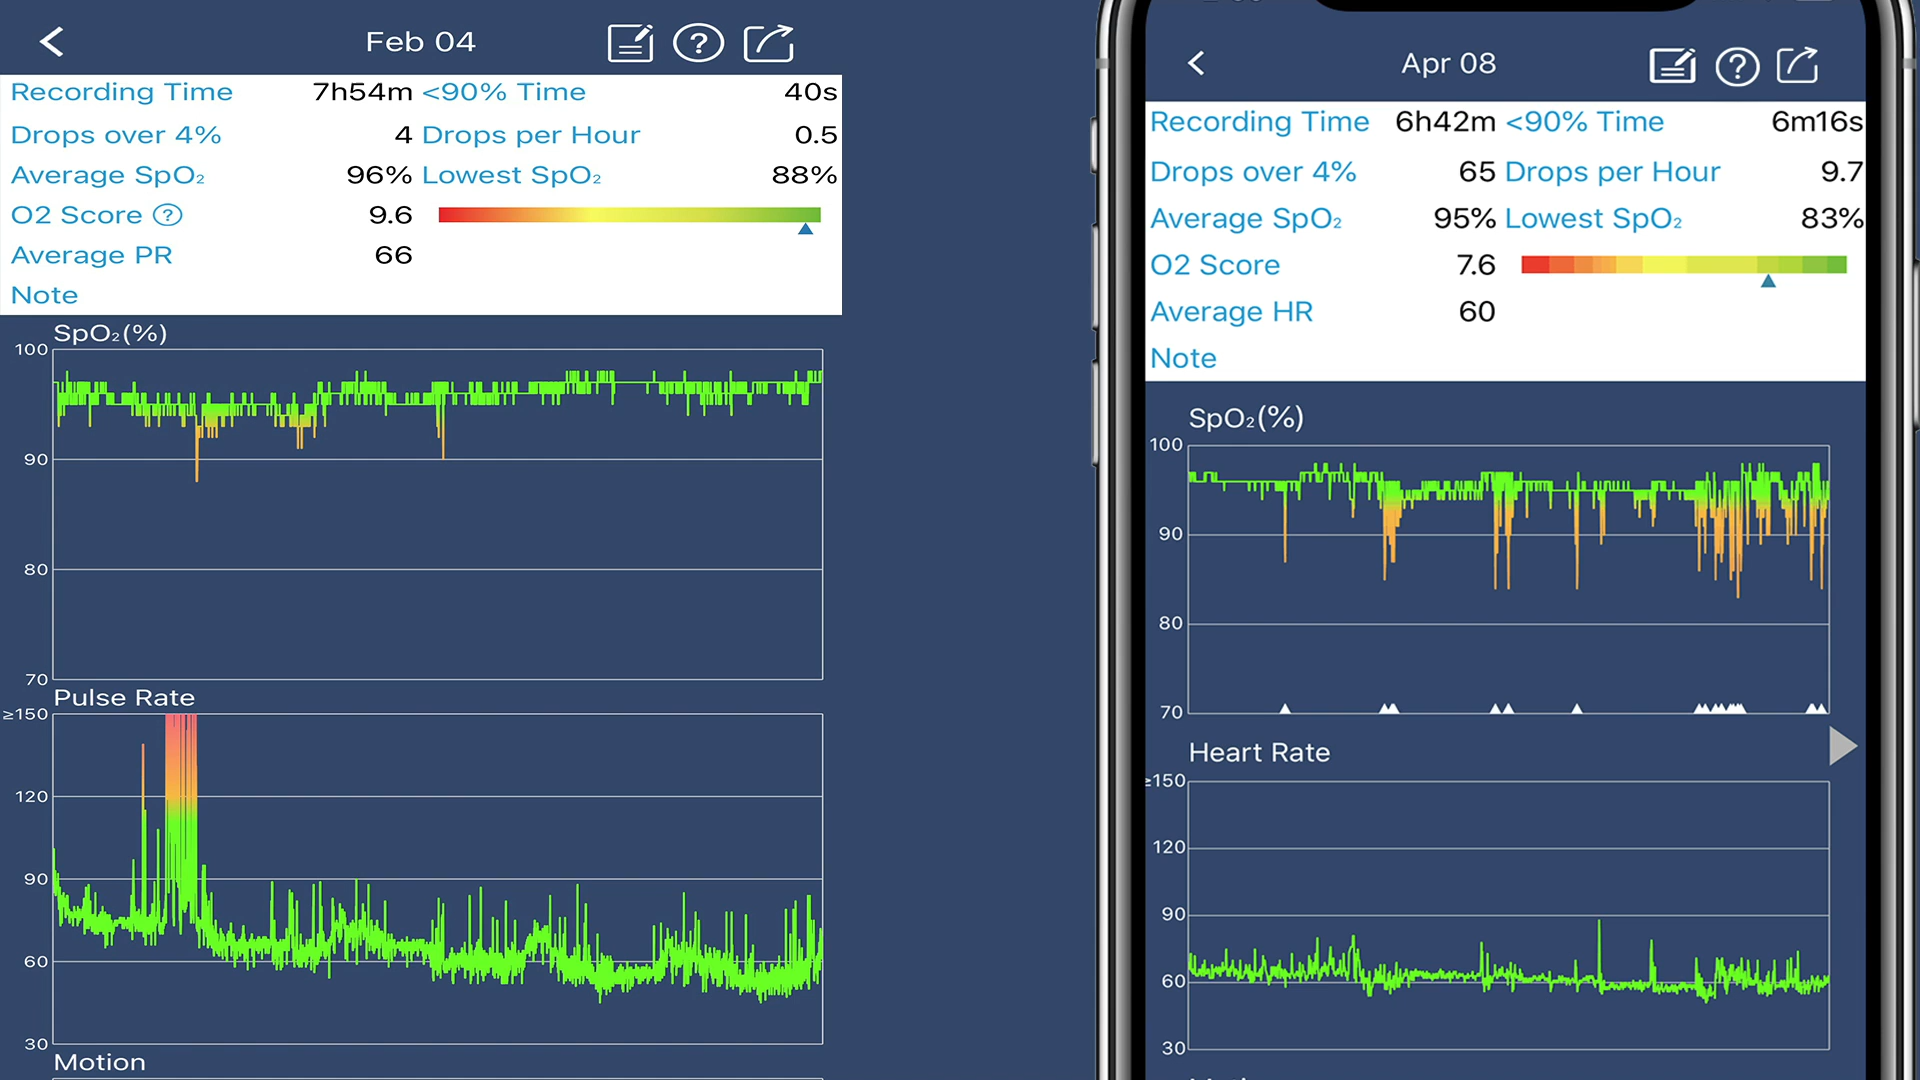 Feb 04
Recording Time 7h54m <90% Time 40s
Drops over 4% 4 Drops per Hour 0.5
Average SpO₂ 96% Lowest SpO₂ 88%
O2 Score ? 9.6
Average PR 66
Note
SpO₂(%)
100
90
80
70
Pulse Rate
≥150
120
90
60
30
Motion
Apr 08
Recording Time 6h42m <90% Time 6m16s
Drops over 4% 65 Drops per Hour 9.7
Average SpO₂ 95% Lowest SpO₂ 83%
O2 Score 7.6
Average HR 60
Note
SpO₂(%)
100
90
80
70
Heart Rate
≥150
120
90
60
30